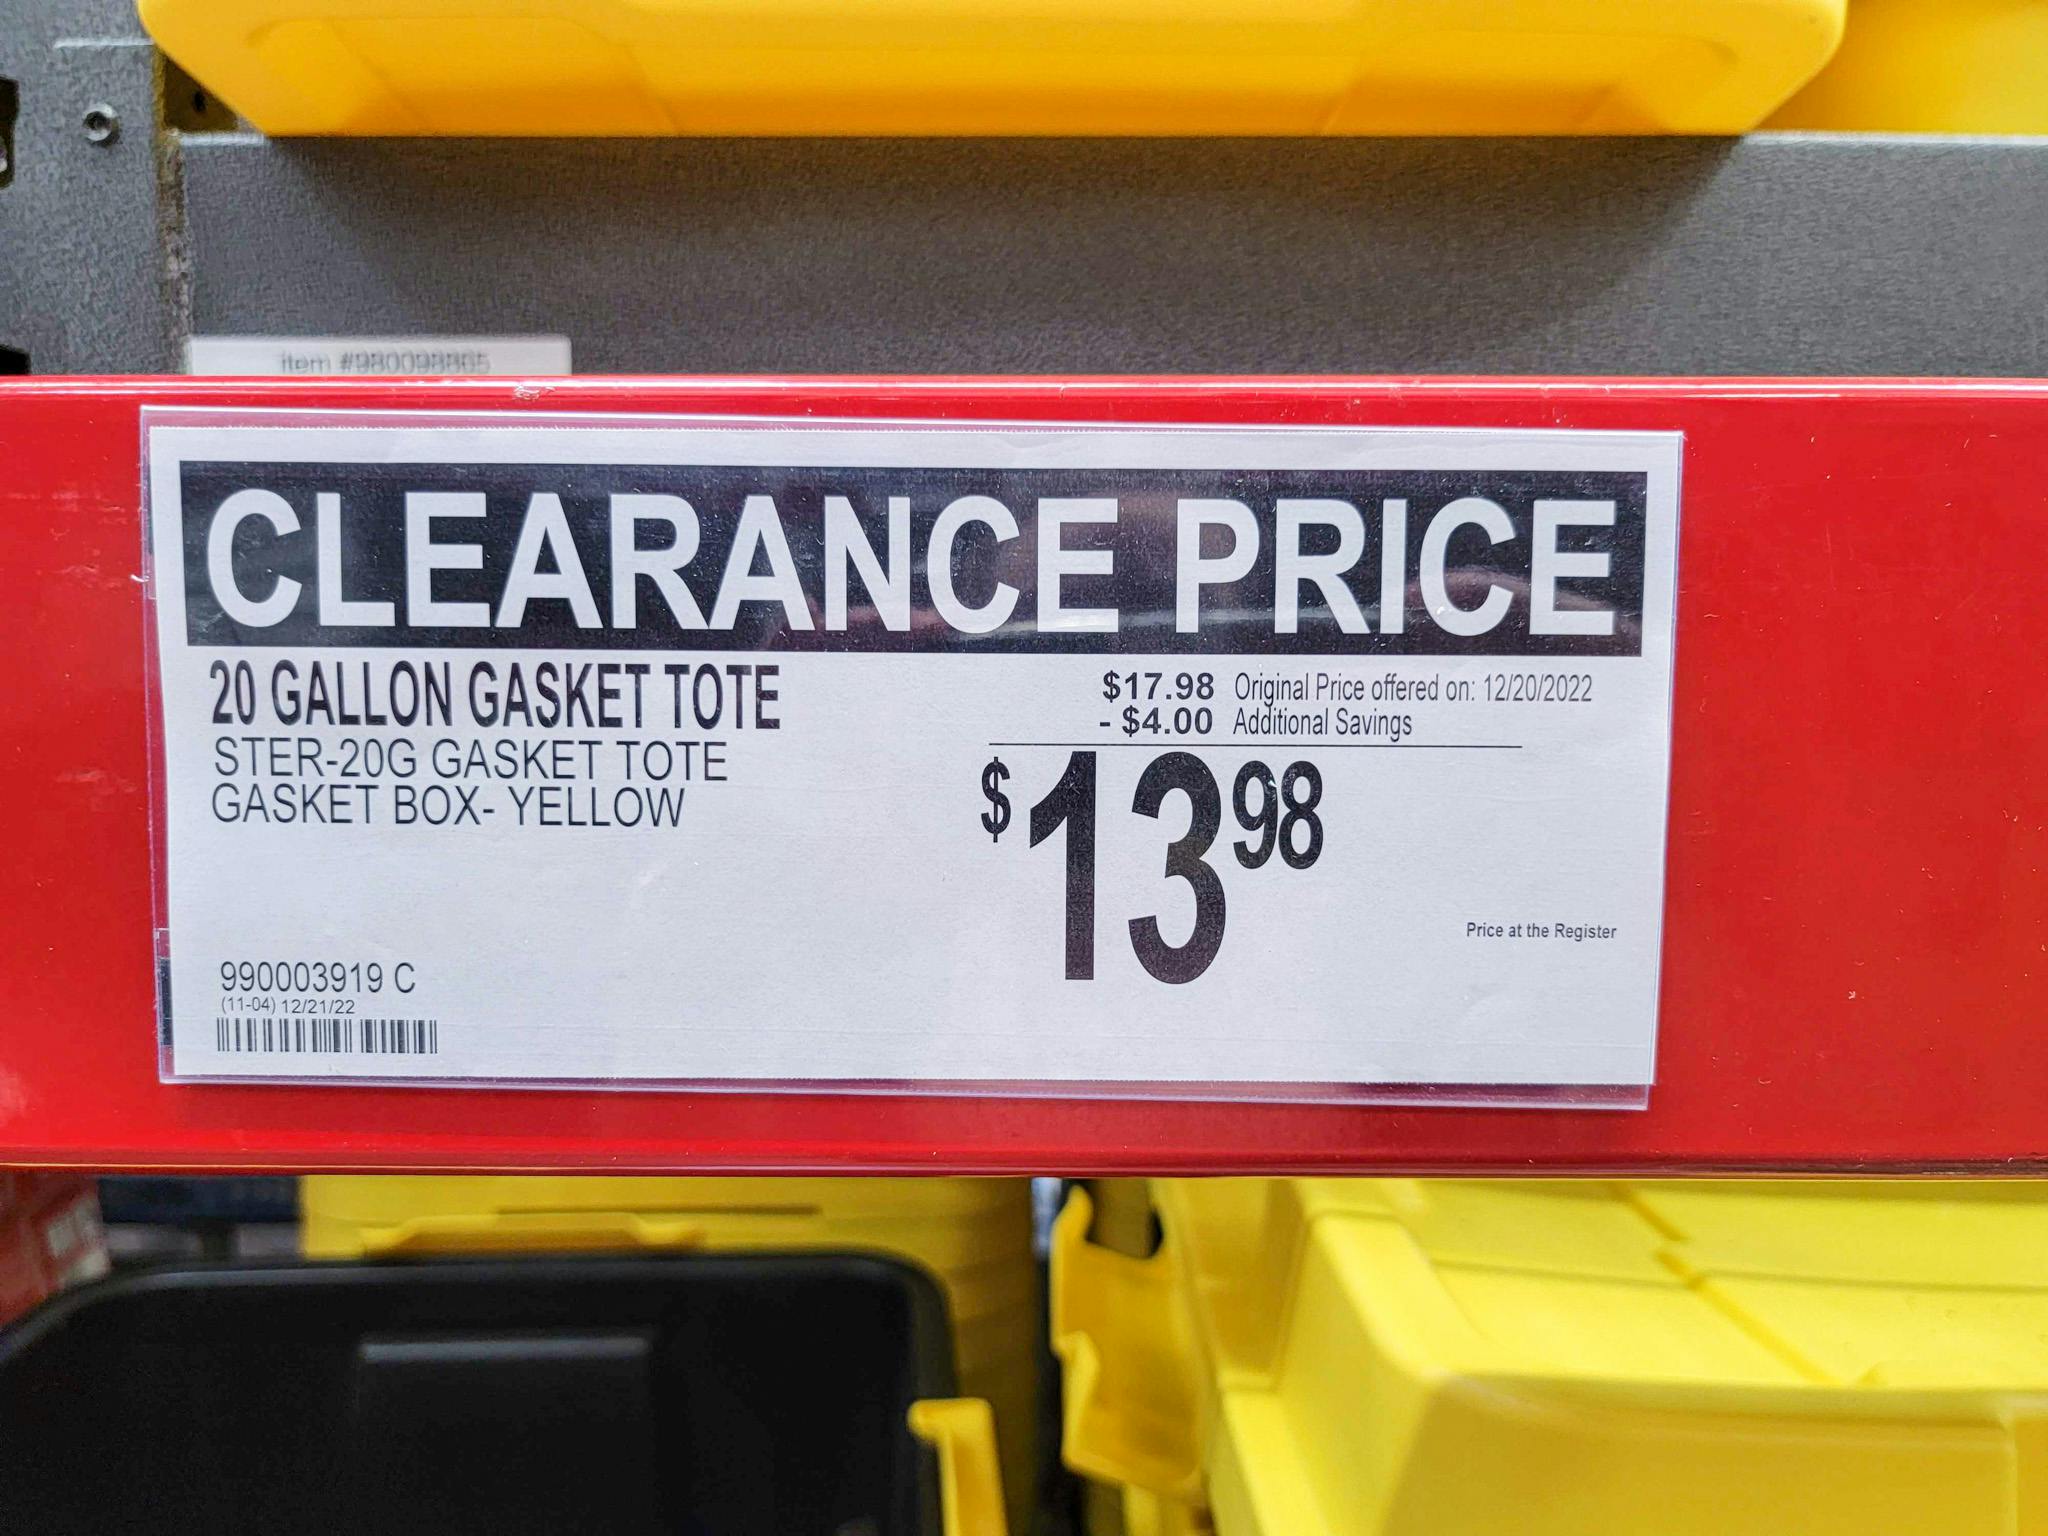 Item #980098865
CLEARANCE PRICE
20 GALLON GASKET TOTE
STER-20G GASKET TOTE
GASKET BOX- YELLOW
$17.98 Original Price offered on: 12/20/2022
- $4.00 Additional Savings
$13 98
Price at the Register
990003919 C
(11-04) 12/21/22